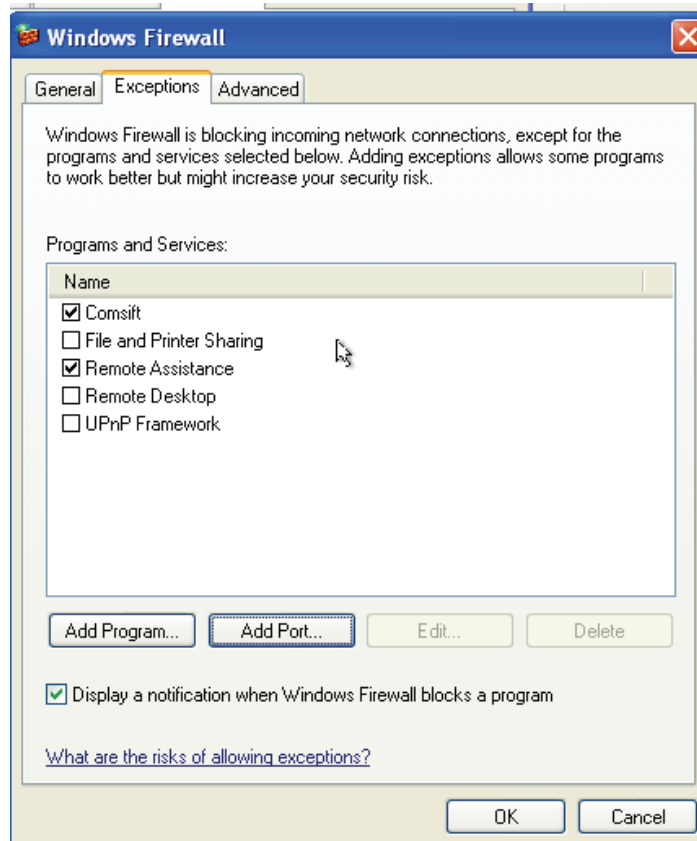 Windows Firewall
General Exceptions Advanced
Windows Firewall is blocking incoming network connections, except for the
programs and services selected below. Adding exceptions allows some programs
to work better but might increase your security risk.
Programs and Services:
Name
Comsift
File and Printer Sharing
Remote Assistance
Remote Desktop
UPnP Framework
Add Program... Add Port... Edit... Delete
Display a notification when Windows Firewall blocks a program
What are the risks of allowing exceptions?
OK Cancel